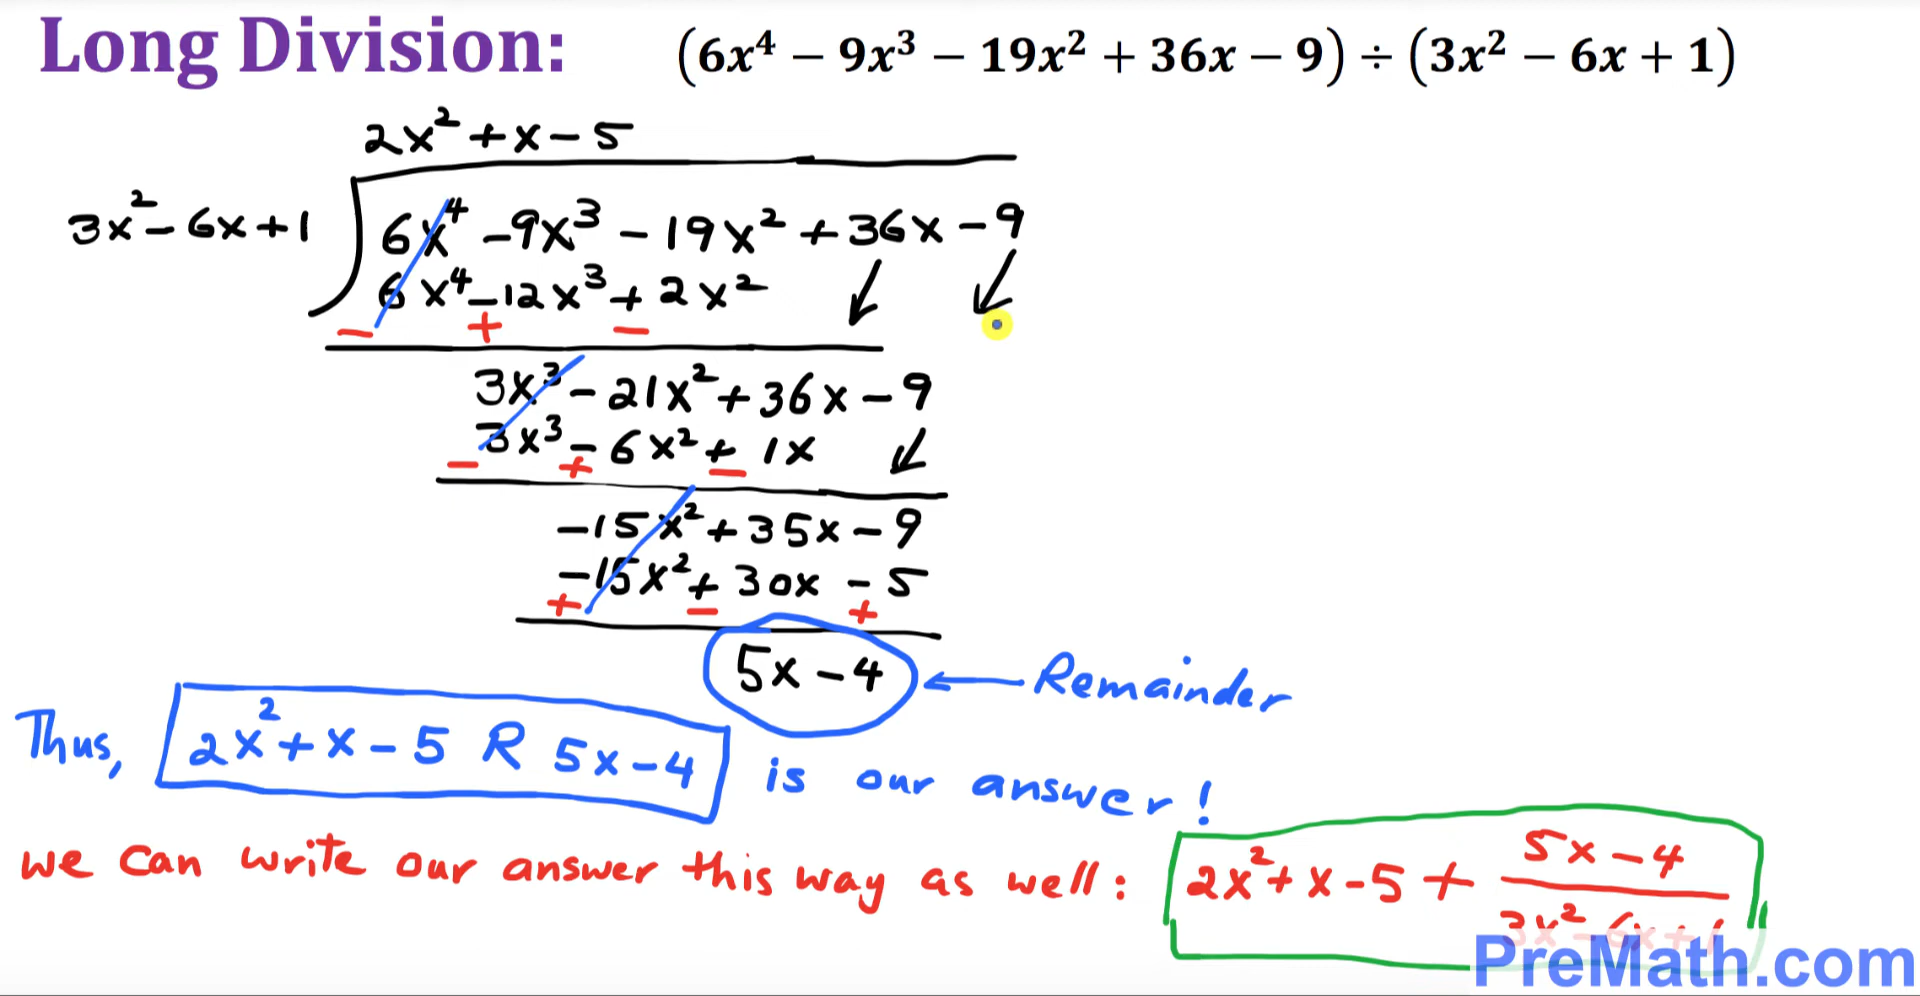 Long Division: (6x⁴ − 9x³ − 19x² + 36x − 9) ÷ (3x² − 6x + 1)
2x² + x − 5
3x² − 6x + 1 6x⁴ − 9x³ − 19x² + 36x − 9
6x⁴ − 12x³ + 2x²
− + −
3x³ − 21x² + 36x − 9
3x³ − 6x² + 1x
− + −
−15x² + 35x − 9
−15x² + 30x − 5
+ − +
5x − 4 ← Remainder
Thus, 2x² + x − 5 R 5x − 4 is our answer!
we can write our answer this way as well: 2x² + x − 5 + 5x − 4
3x² − 6x + 1
PreMath.com